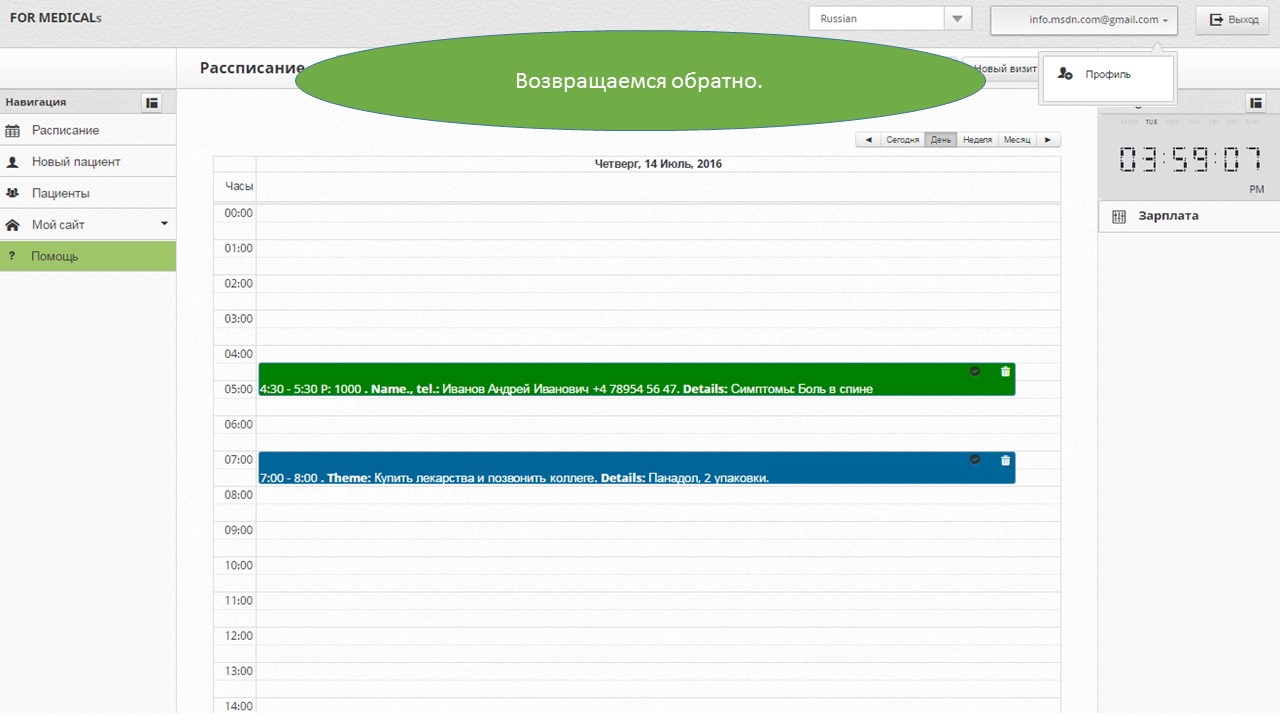 FOR MEDICALs
Russian
info.msdn.com@gmail.com
Выход
Возвращаемся обратно.
Рассписание
Новый визит
Профиль
Навигация
Расписание
Новый пациент
Пациенты
Мой сайт
? Помощь
Сегодня День Неделя Месяц
Четверг, 14 Июль, 2016
Часы
00:00
01:00
02:00
03:00
04:00
4:30 - 5:30 P: 1000 . Name., tel.: Иванов Андрей Иванович +4 78954 56 47. Details: Симптомы: Боль в спине
05:00
06:00
07:00
7:00 - 8:00 . Theme: Купить лекарства и позвонить коллеге. Details: Панадол, 2 упаковки.
08:00
09:00
10:00
11:00
12:00
13:00
14:00
MON TUE WED THU FRI SAT SUN
03:59:07
PM
Зарплата